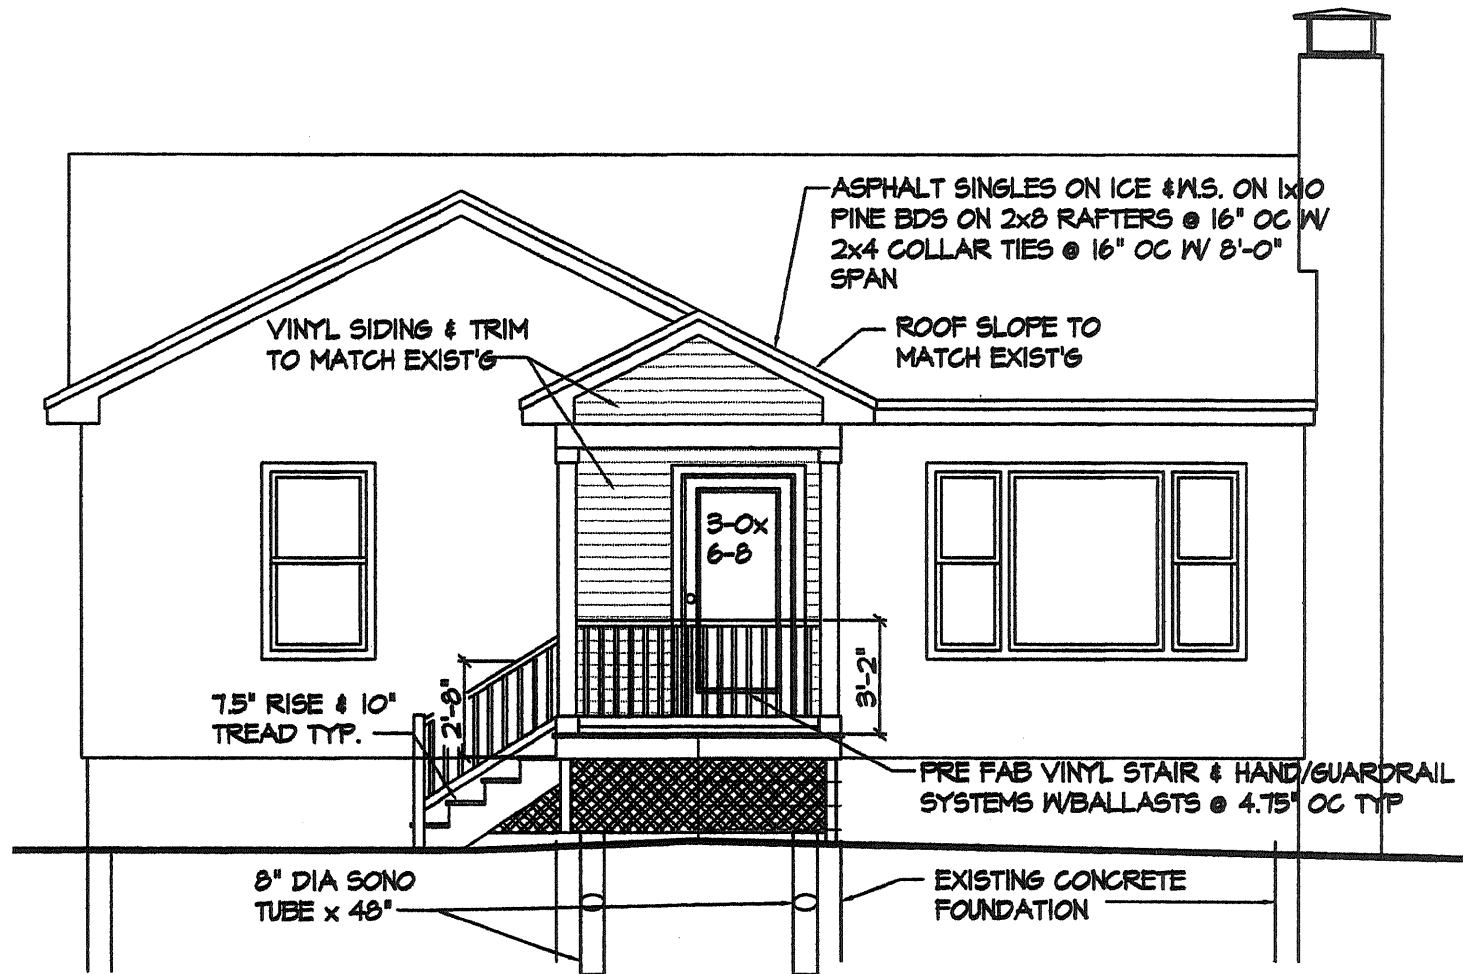 ASPHALT SINGLES ON ICE & W.S. ON 1x10
PINE BDS ON 2x8 RAFTERS @ 16" OC W/
2x4 COLLAR TIES @ 16" OC W/ 8'-0"
SPAN
VINYL SIDING & TRIM
TO MATCH EXIST'G
ROOF SLOPE TO
MATCH EXIST'G
3-0x
6-8
7.5" RISE & 10"
TREAD TYP.
2'-8"
3'-2"
PRE FAB VINYL STAIR & HAND/GUARDRAIL
SYSTEMS W/BALLASTS @ 4.75" OC TYP
8" DIA SONO
TUBE x 48"
EXISTING CONCRETE
FOUNDATION